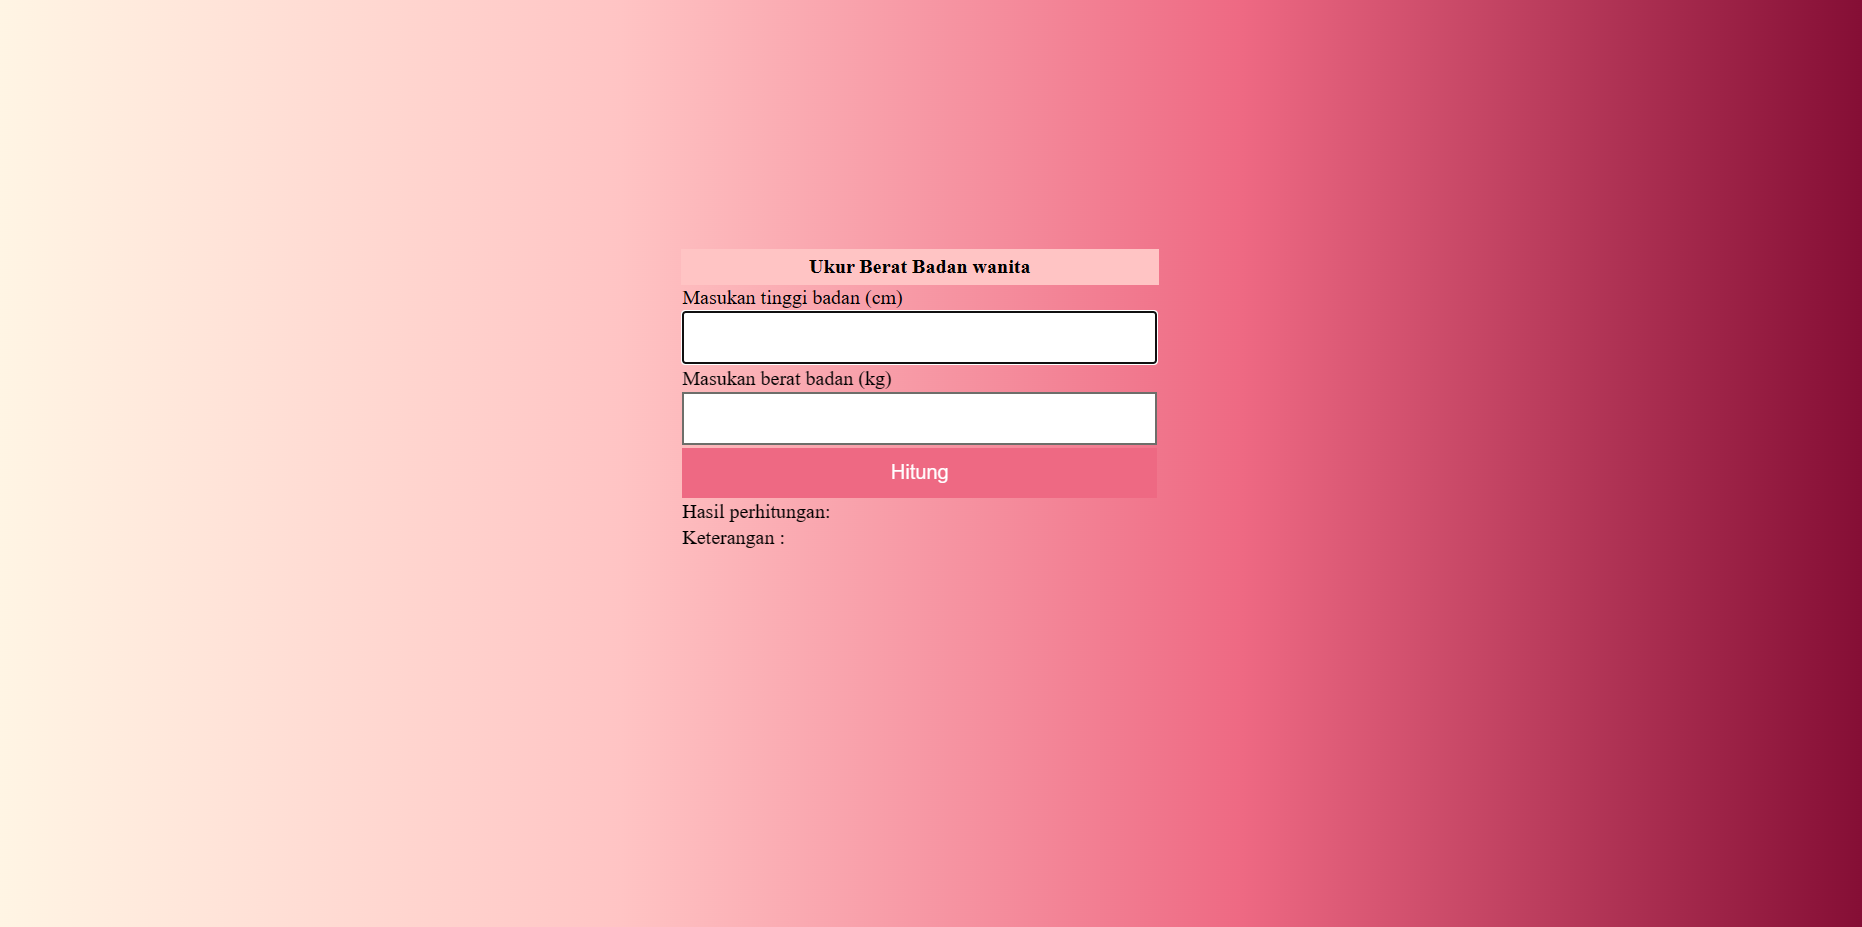 Ukur Berat Badan wanita
Masukan tinggi badan (cm)
Masukan berat badan (kg)
Hitung
Hasil perhitungan:
Keterangan :